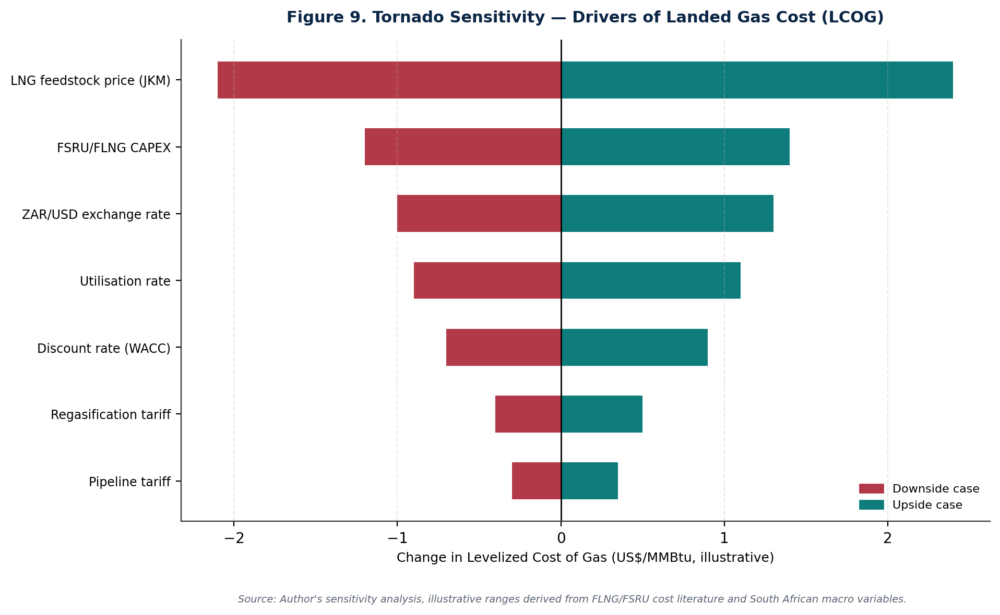 Figure 9. Tornado Sensitivity — Drivers of Landed Gas Cost (LCOG)
LNG feedstock price (JKM)
FSRU/FLNG CAPEX
ZAR/USD exchange rate
Utilisation rate
Discount rate (WACC)
Regasification tariff
Pipeline tariff
Downside case
Upside case
−2 −1 0 1 2
Change in Levelized Cost of Gas (US$/MMBtu, illustrative)
Source: Author's sensitivity analysis, illustrative ranges derived from FLNG/FSRU cost literature and South African macro variables.